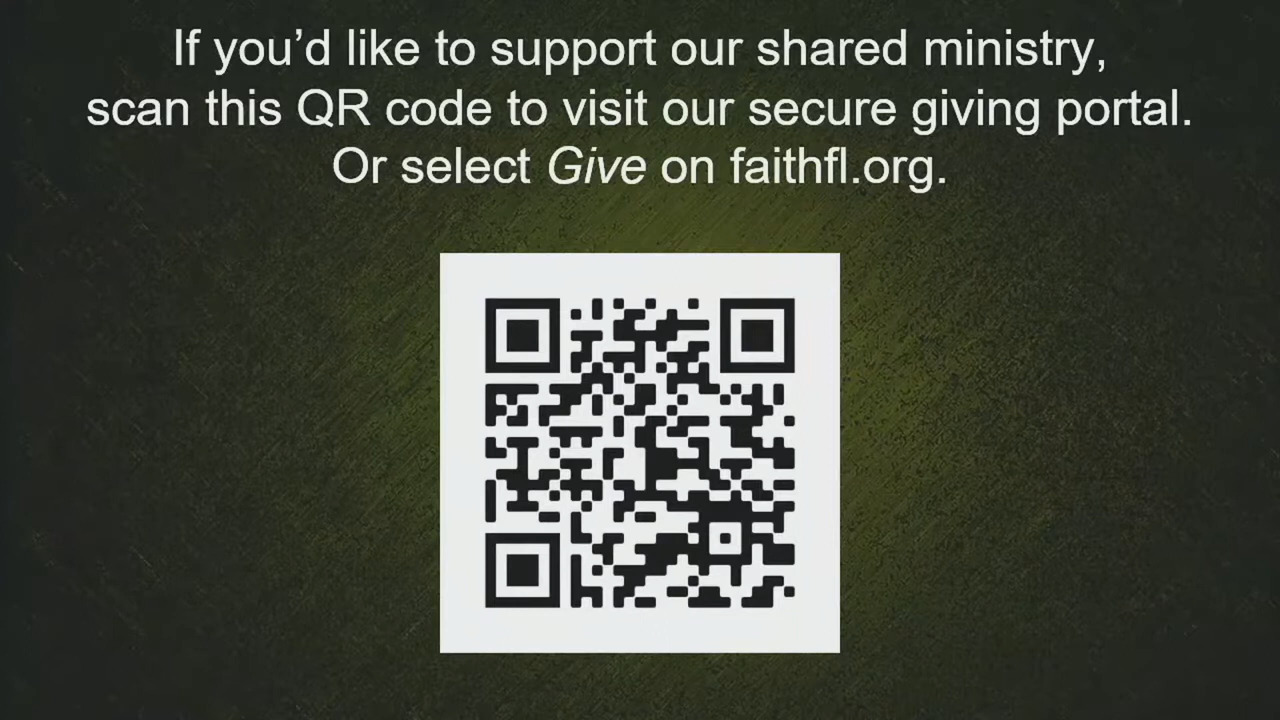 If you’d like to support our shared ministry,
scan this QR code to visit our secure giving portal.
Or select Give on faithfl.org.